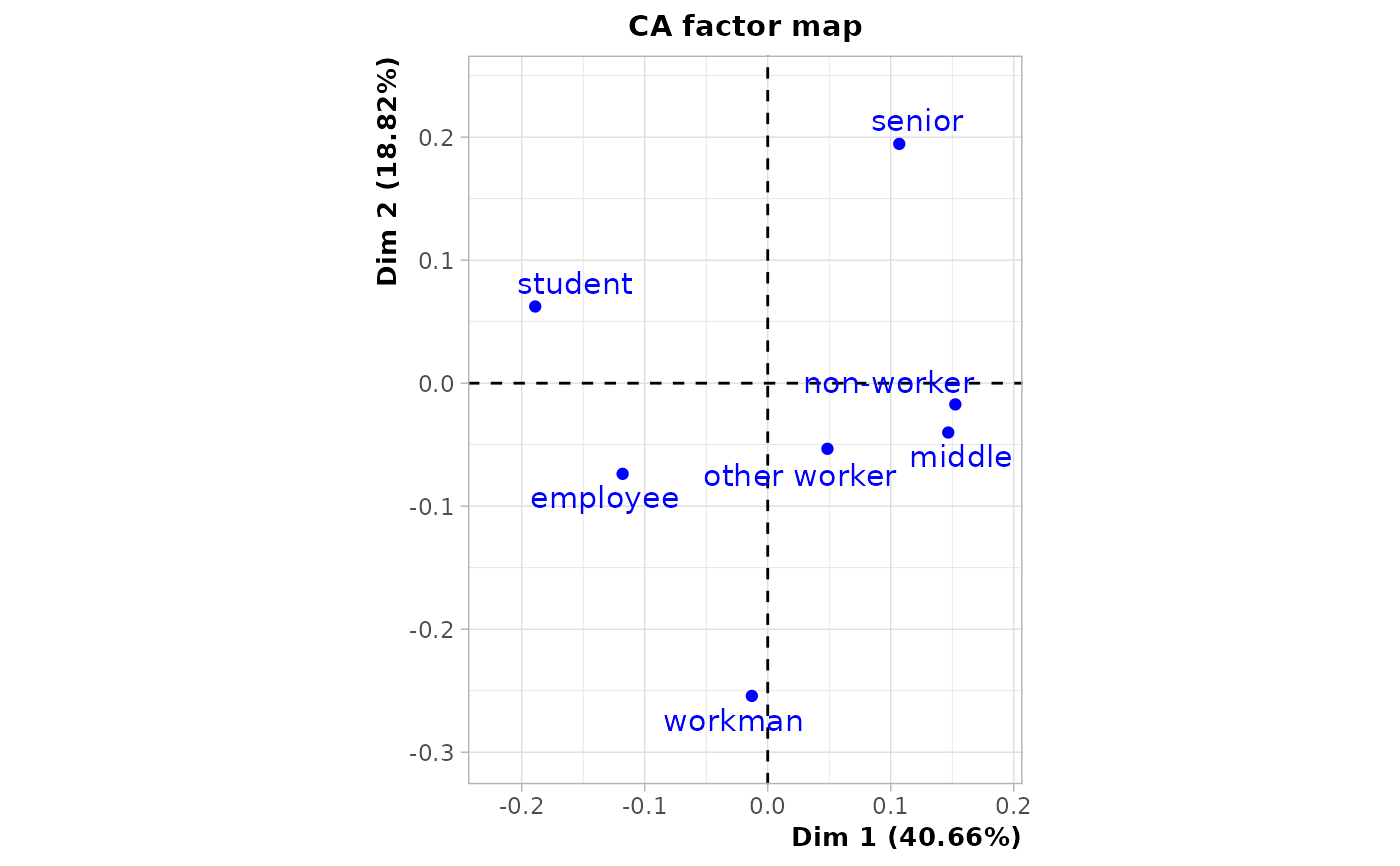 CA factor map
Dim 2 (18.82%)
0.2
0.1
0.0
-0.1
-0.2
-0.3
senior
student
non-worker
middle
other worker
employee
workman
-0.2
-0.1
0.0
0.1
0.2
Dim 1 (40.66%)